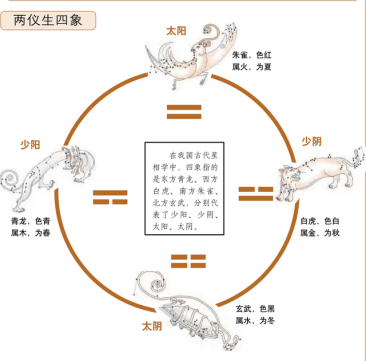 两仪生四象
太阳
朱雀，色红
属火，为夏
少阳
少阴
在我国古代星
相学中，四象指的
是东方青龙、西方
白虎、南方朱雀、
北方玄武，分别代
表了少阳、少阴、
太阳、太阴。
青龙，色青
属木，为春
白虎，色白
属金，为秋
玄武，色黑
属水，为冬
太阴